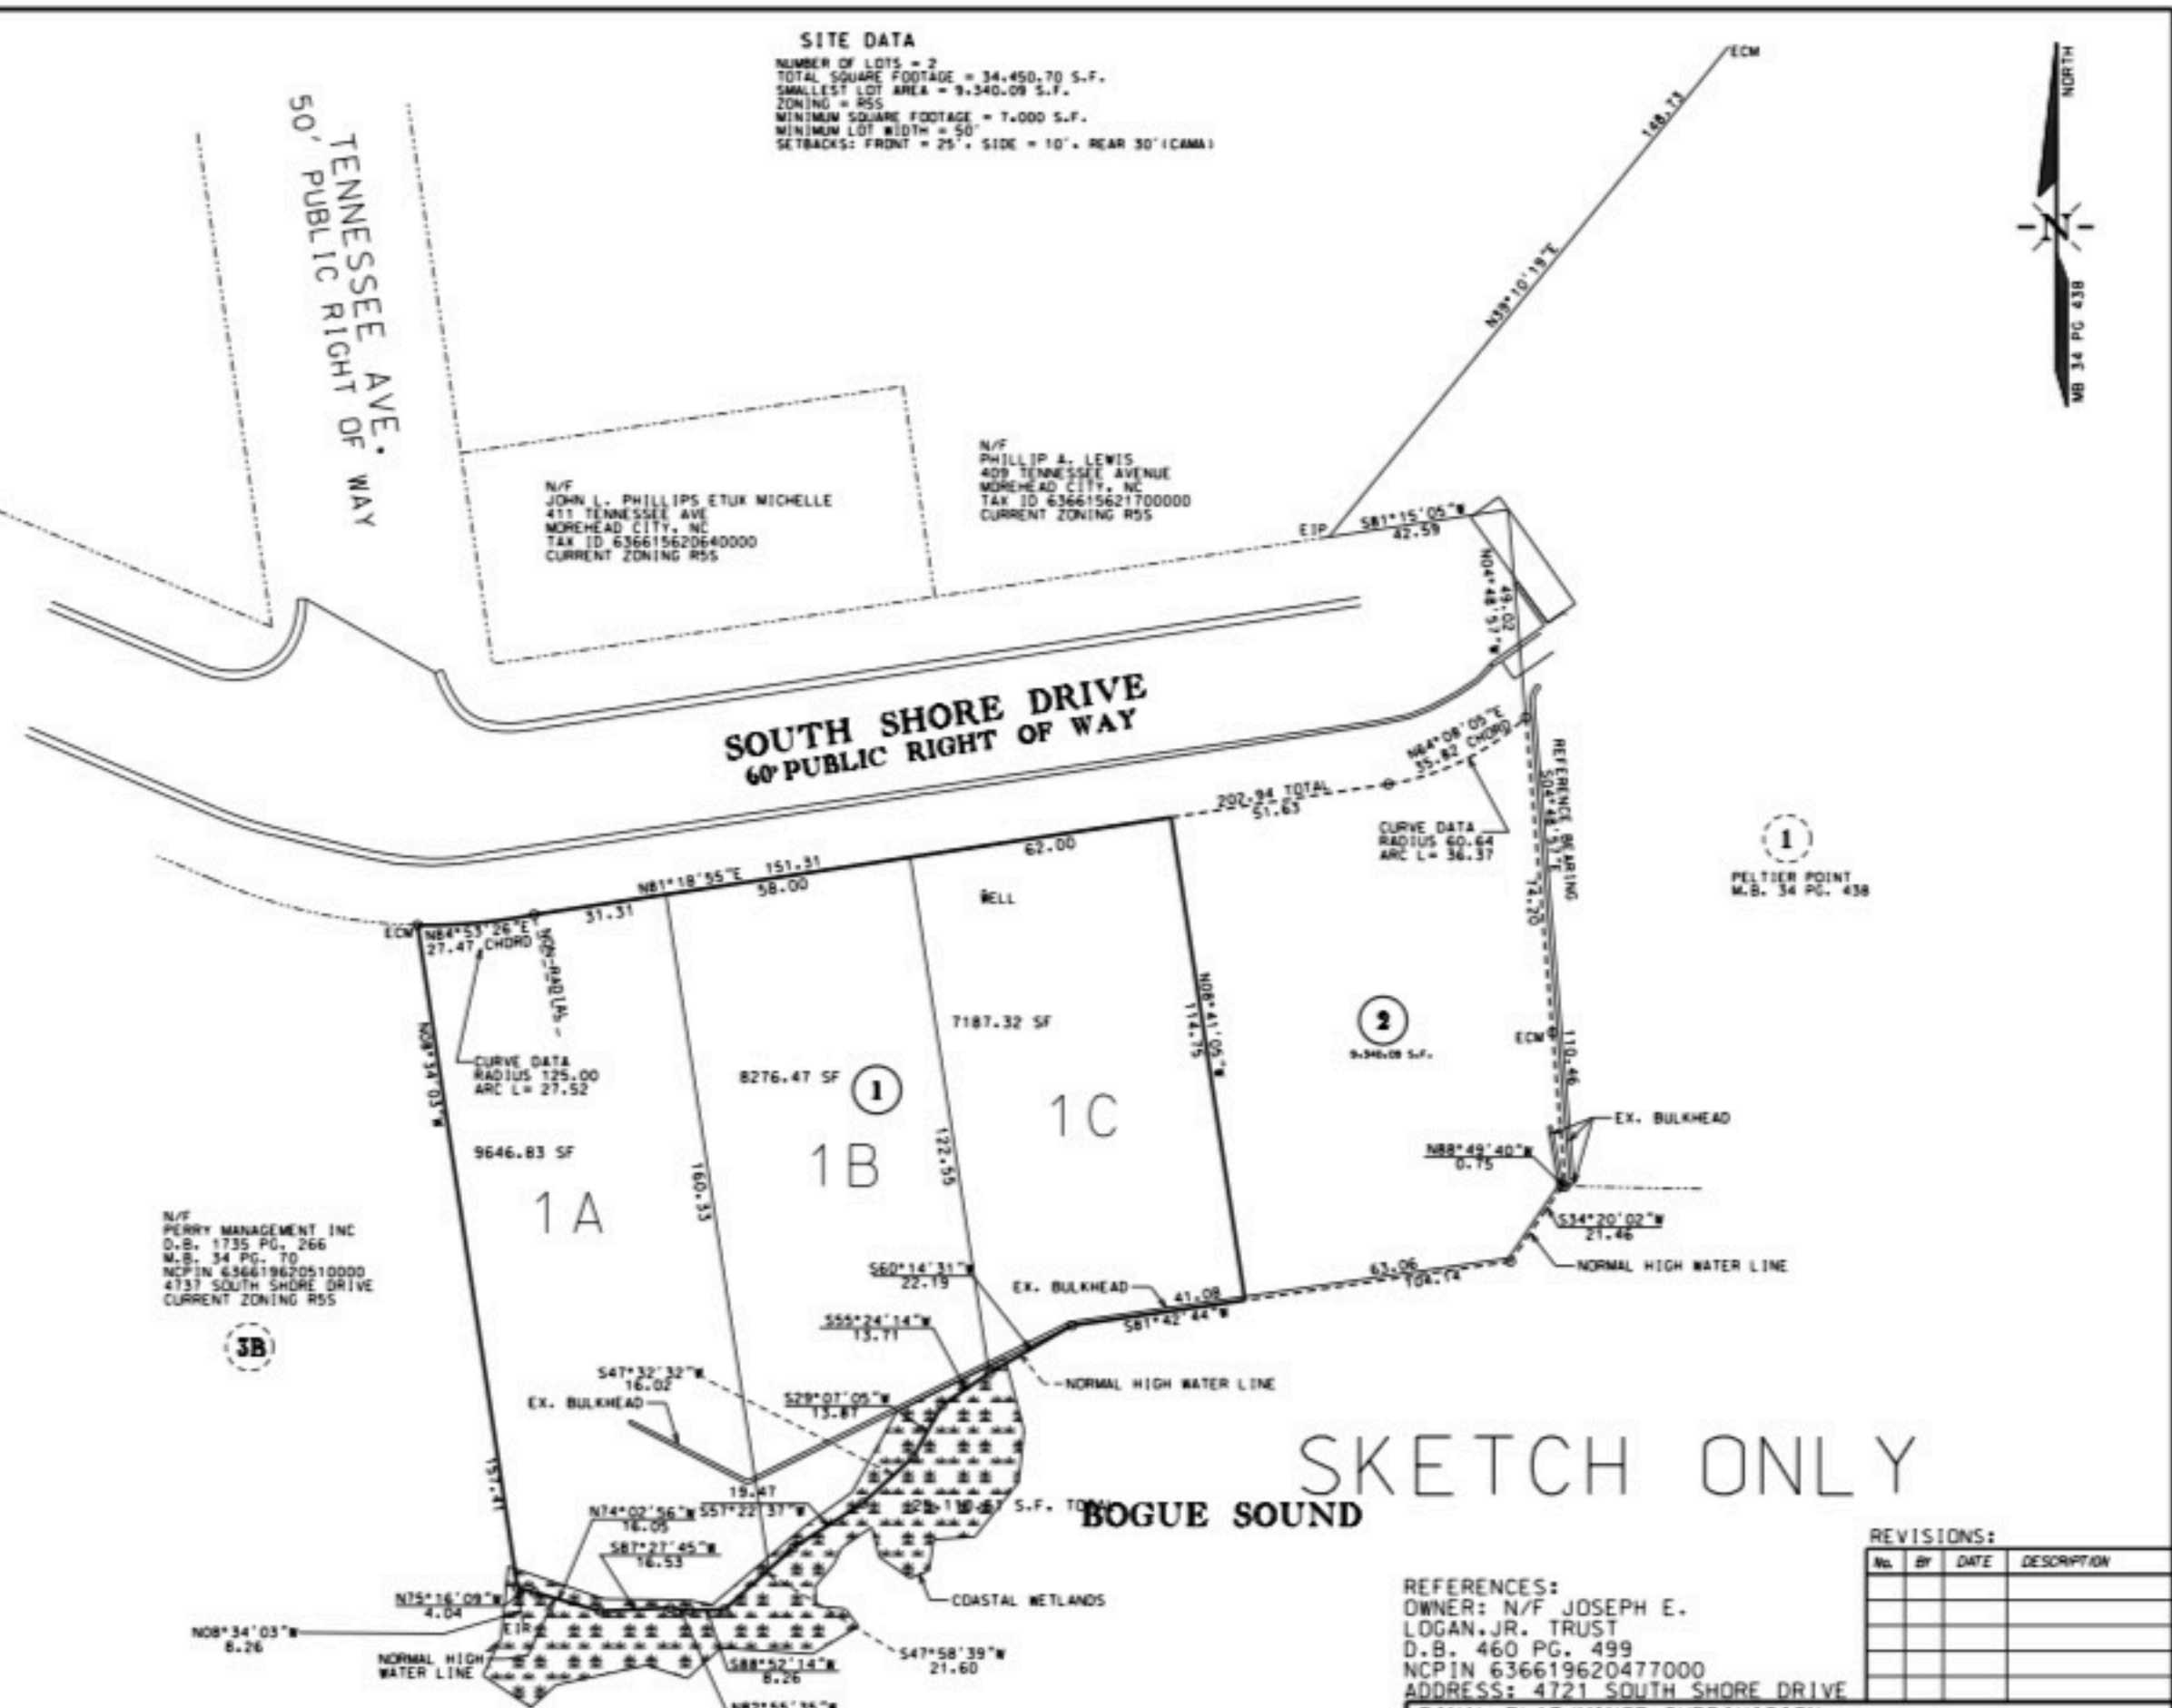 SITE DATA
NUMBER OF LOTS = 2
TOTAL SQUARE FOOTAGE = 34,450.70 S.F.
SMALLEST LOT AREA = 9,340.09 S.F.
ZONING = R5S
MINIMUM SQUARE FOOTAGE = 7,000 S.F.
MINIMUM LOT WIDTH = 50'
SETBACKS: FRONT = 25', SIDE = 10', REAR 30'(CAMA)
ECM
148.73
N39°10'19"E
NORTH
N
MB 34 PG 438
TENNESSEE AVE.
50' PUBLIC RIGHT OF WAY
N/F
JOHN L. PHILLIPS ETUX MICHELLE
411 TENNESSEE AVE
MOREHEAD CITY, NC
TAX ID 636615620640000
CURRENT ZONING R5S
N/F
PHILLIP A. LEWIS
409 TENNESSEE AVENUE
MOREHEAD CITY, NC
TAX ID 636615621700000
CURRENT ZONING R5S
EIP
S81°15'05"W
42.59
N04°48'57"W
49.02
SOUTH SHORE DRIVE
60' PUBLIC RIGHT OF WAY
N64°08'05"E
35.82 CHORD
202.94 TOTAL
51.63
CURVE DATA
RADIUS 60.64
ARC L= 36.37
REFERENCE BEARING
S04°48'57"E
74.20
1
PELTIER POINT
M.B. 34 PG. 438
N81°18'55"E 151.31
31.31
58.00
62.00
WELL
ECM
N84°53'26"E
27.47 CHORD
NON-RADIAL
CURVE DATA
RADIUS 125.00
ARC L= 27.52
N08°34'03"W
157.41
9646.83 SF
1A
160.33
8276.47 SF
1
1B
122.55
7187.32 SF
1C
N08°41'05"W
114.75
2
9,340.09 S.F.
ECM
110.46
EX. BULKHEAD
N88°49'40"W
0.75
S34°20'02"W
21.46
NORMAL HIGH WATER LINE
63.06
104.14
41.08
S81°42'44"W
EX. BULKHEAD
S60°14'31"W
22.19
S55°24'14"W
13.71
S47°32'32"W
16.02
S29°07'05"W
13.87
EX. BULKHEAD
NORMAL HIGH WATER LINE
N/F
PERRY MANAGEMENT INC
D.B. 1735 PG. 266
M.B. 34 PG. 70
NCPIN 636619620510000
4737 SOUTH SHORE DRIVE
CURRENT ZONING R5S
3B
19.47
S57°22'37"W
N74°02'56"W
16.05
S87°27'45"W
16.53
S.F. TOTAL
BOGUE SOUND
SKETCH ONLY
COASTAL WETLANDS
N75°16'09"W
4.04
N08°34'03"W
8.26
EIR
NORMAL HIGH
WATER LINE
S47°58'39"W
21.60
S88°52'14"W
8.26
REVISIONS:
No. BY DATE DESCRIPTION
REFERENCES:
OWNER: N/F JOSEPH E.
LOGAN,JR. TRUST
D.B. 460 PG. 499
NCPIN 636619620477000
ADDRESS: 4721 SOUTH SHORE DRIVE